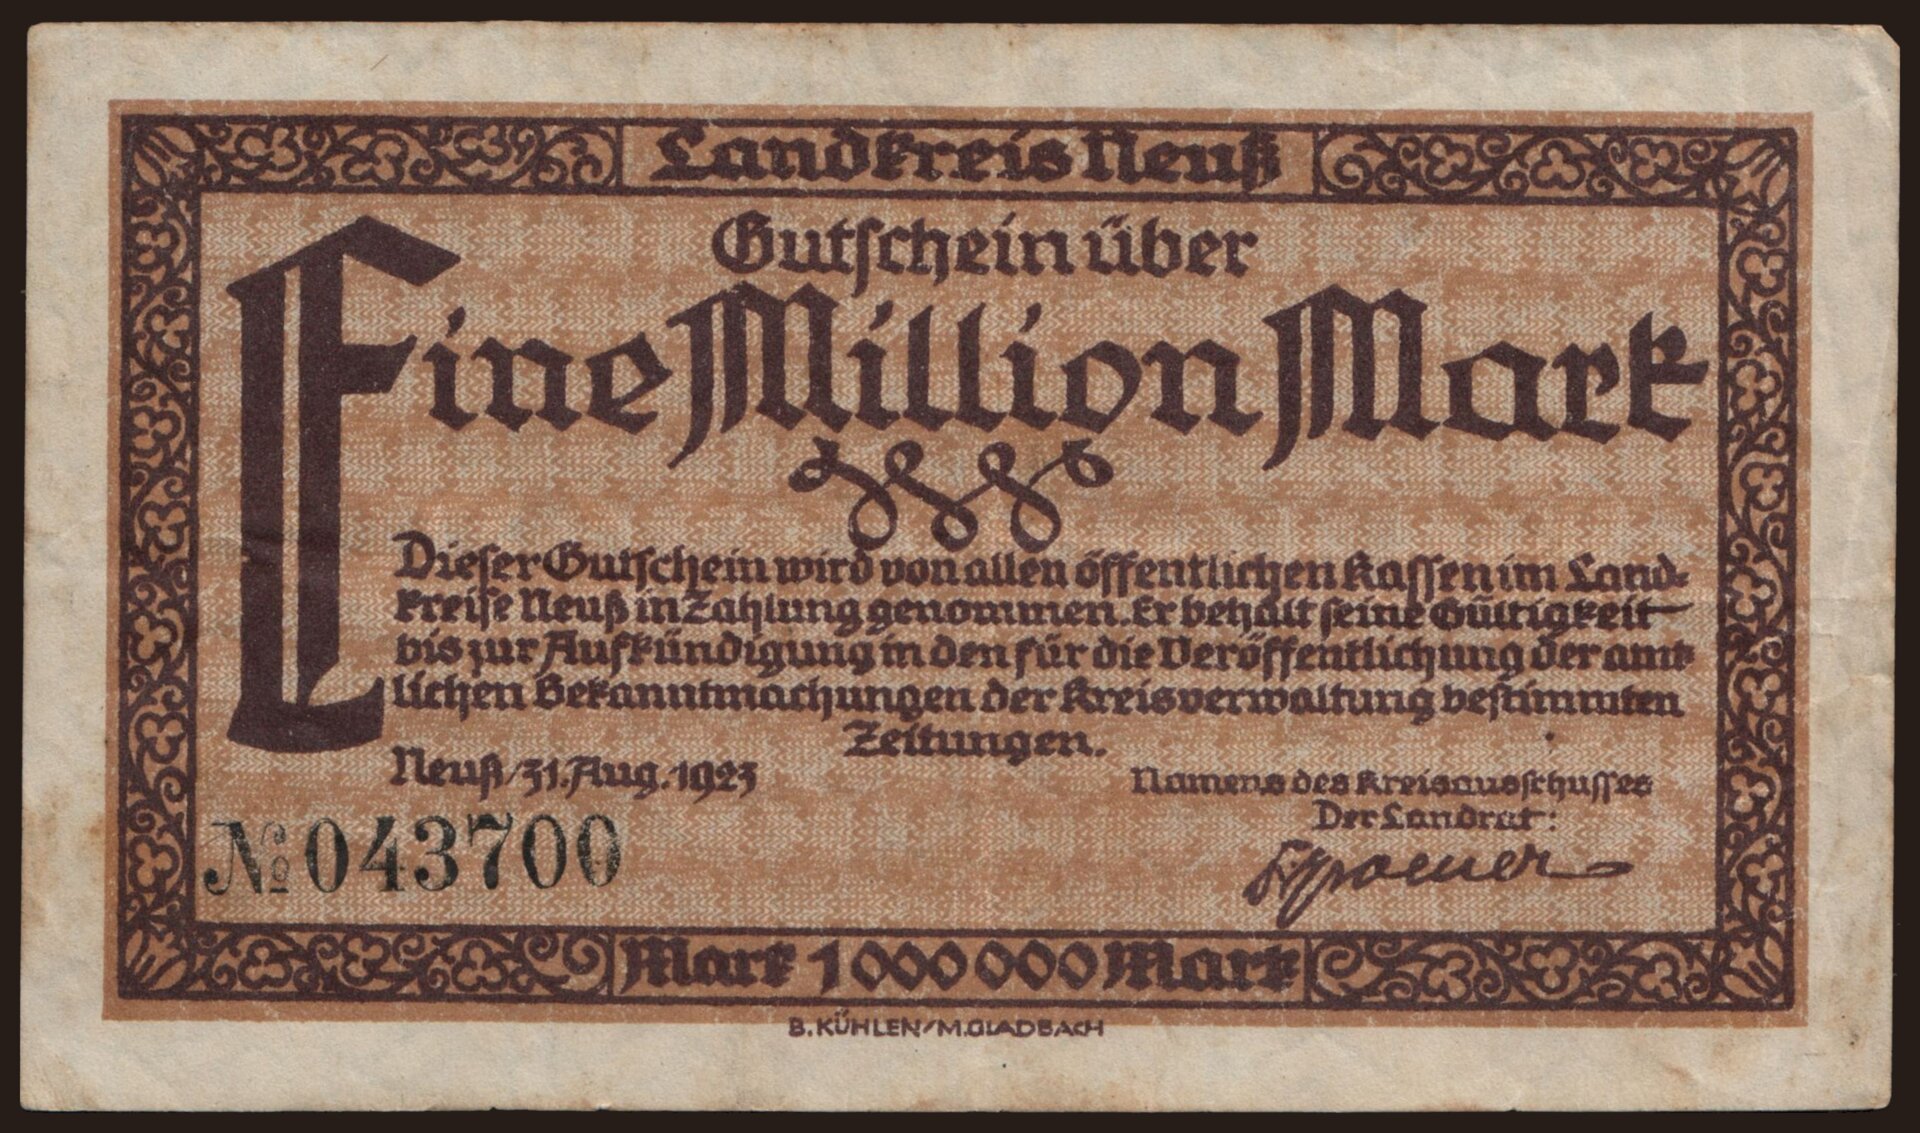 Landkreis Neuß
Gutschein über
Eine Million Mark
Dieser Gutschein wird von allen öffentlichen Kassen im Land-
kreise Neuß in Zahlung genommen. Er behält seine Gültigkeit
bis zur Aufkündigung in den für die Veröffentlichung der amt-
lichen Bekanntmachungen der Kreisverwaltung bestimmten
Zeitungen.
Neuß, 31. Aug. 1923
Namens des Kreisausschusses
Der Landrat:
№ 043700
Mark 1000000 Mark
B. KÜHLEN/M.GLADBACH